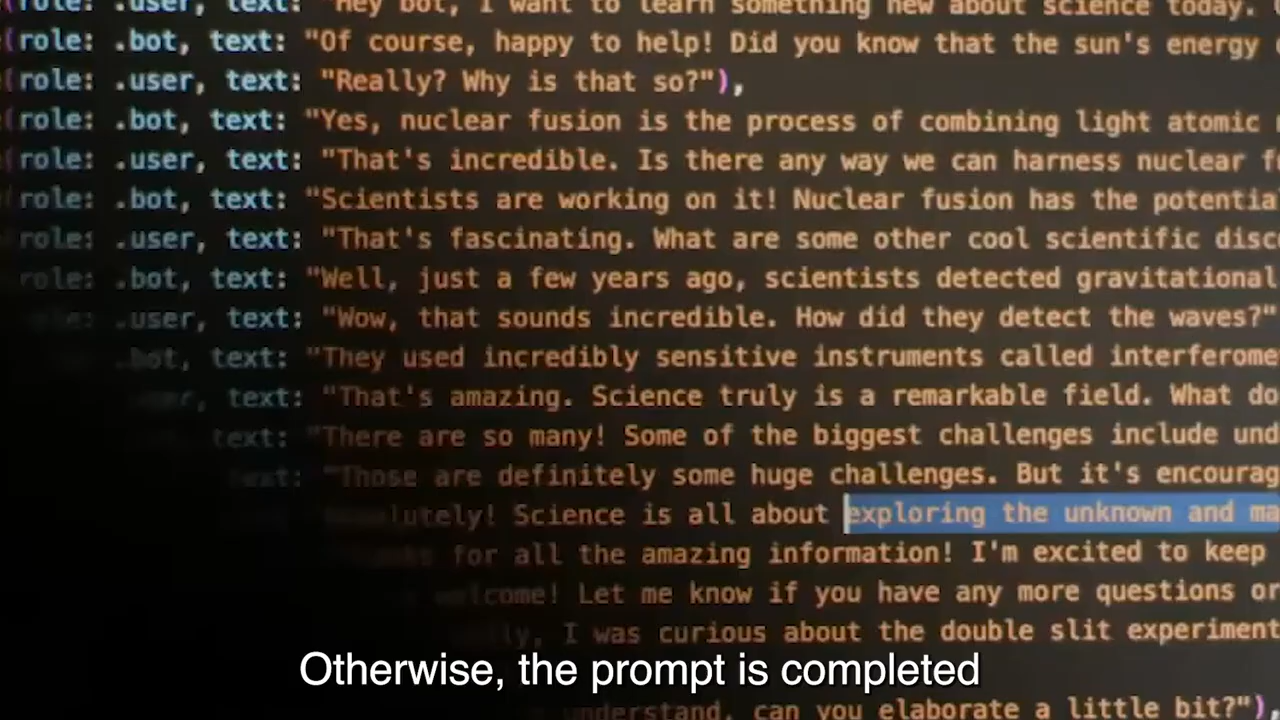 (role: .user, text: "Hey bot, I want to learn something new about science today.
(role: .bot, text: "Of course, happy to help! Did you know that the sun's energy
(role: .user, text: "Really? Why is that so?"),
(role: .bot, text: "Yes, nuclear fusion is the process of combining light atomic
(role: .user, text: "That's incredible. Is there any way we can harness nuclear f
(role: .bot, text: "Scientists are working on it! Nuclear fusion has the potentia
(role: .user, text: "That's fascinating. What are some other cool scientific disc
role: .bot, text: "Well, just a few years ago, scientists detected gravitational
role: .user, text: "Wow, that sounds incredible. How did they detect the waves?"
.bot, text: "They used incredibly sensitive instruments called interferome
user, text: "That's amazing. Science truly is a remarkable field. What do
text: "There are so many! Some of the biggest challenges include und
text: "Those are definitely some huge challenges. But it's encourag
solutely! Science is all about exploring the unknown and ma
for all the amazing information! I'm excited to keep
welcome! Let me know if you have any more questions or
ly, I was curious about the double slit experiment
Otherwise, the prompt is completed
understand, can you elaborate a little bit?"),